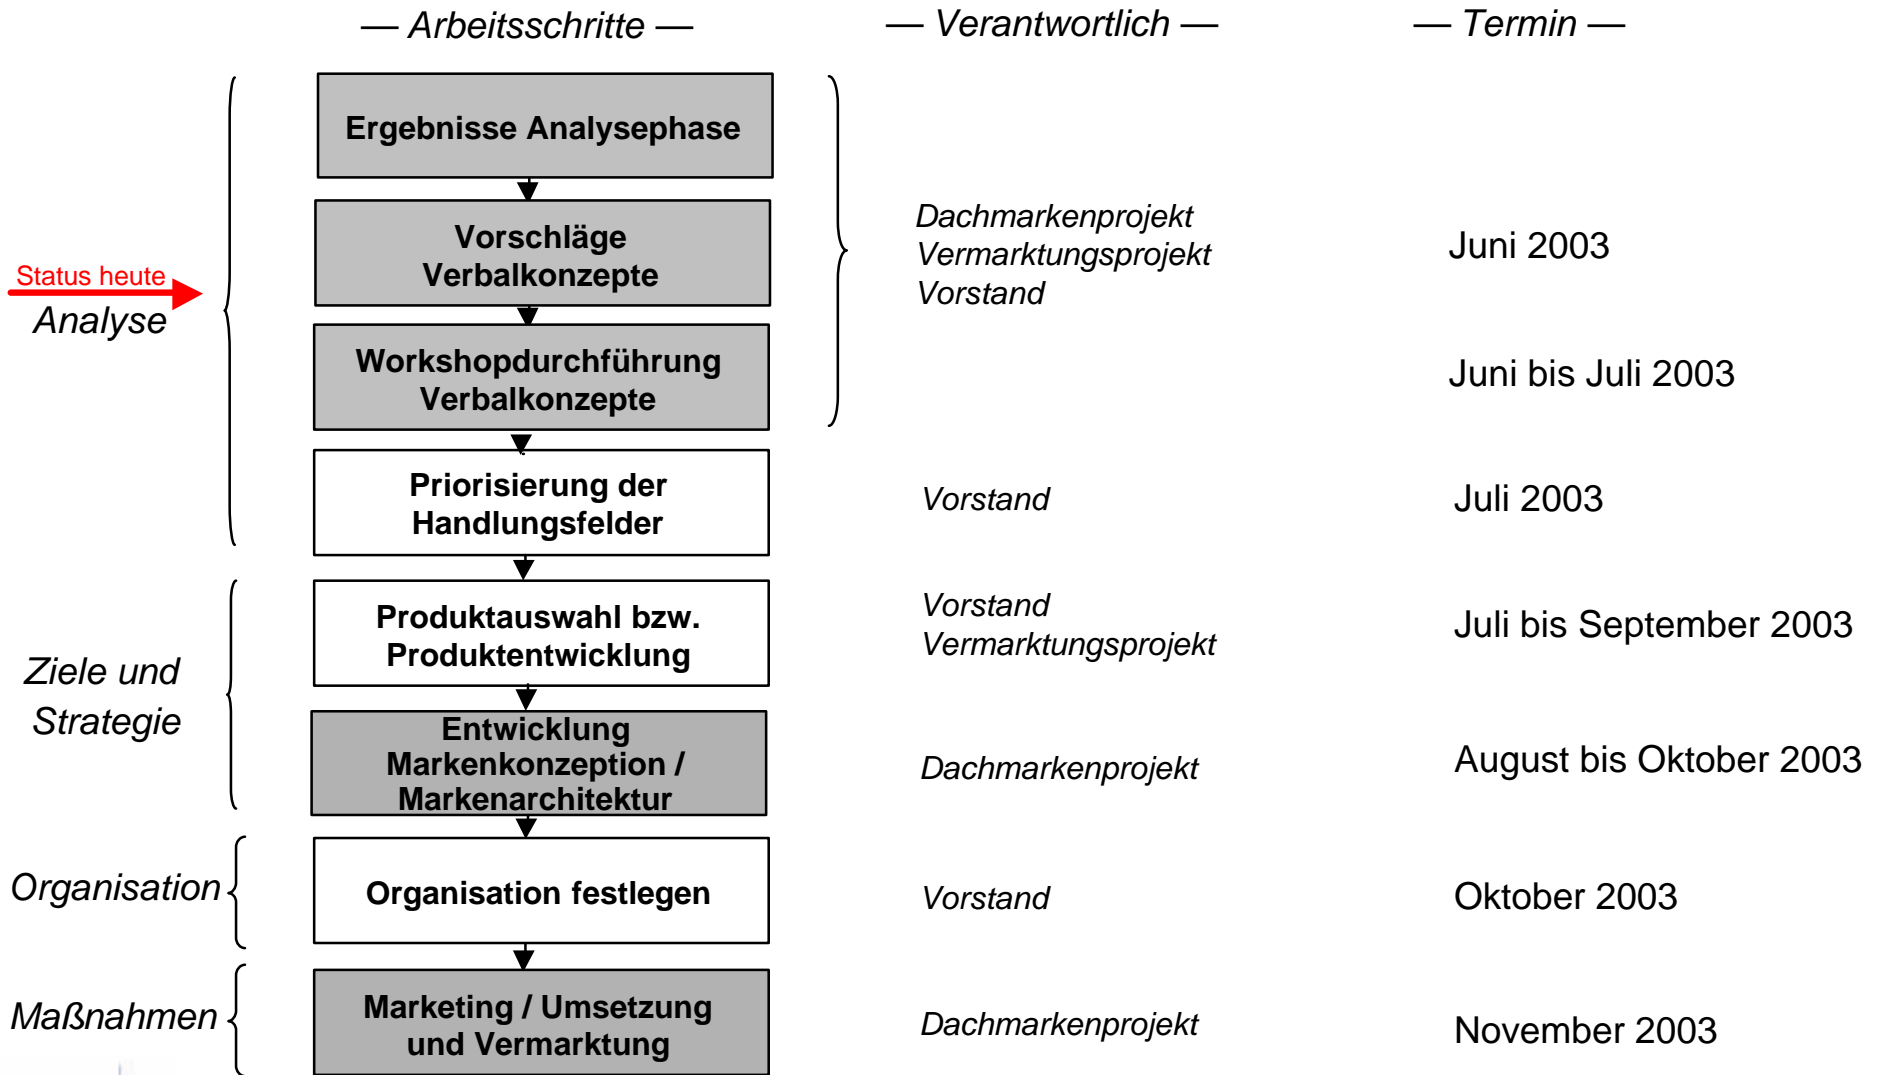 — Arbeitsschritte —
— Verantwortlich —
— Termin —
Ergebnisse Analysephase
Vorschläge
Verbalkonzepte
Dachmarkenprojekt
Vermarktungsprojekt
Vorstand
Juni 2003
Status heute
Analyse
Workshopdurchführung
Verbalkonzepte
Juni bis Juli 2003
Priorisierung der
Handlungsfelder
Vorstand
Juli 2003
Ziele und
Strategie
Produktauswahl bzw.
Produktentwicklung
Vorstand
Vermarktungsprojekt
Juli bis September 2003
Entwicklung
Markenkonzeption /
Markenarchitektur
Dachmarkenprojekt
August bis Oktober 2003
Organisation
Organisation festlegen
Vorstand
Oktober 2003
Maßnahmen
Marketing / Umsetzung
und Vermarktung
Dachmarkenprojekt
November 2003